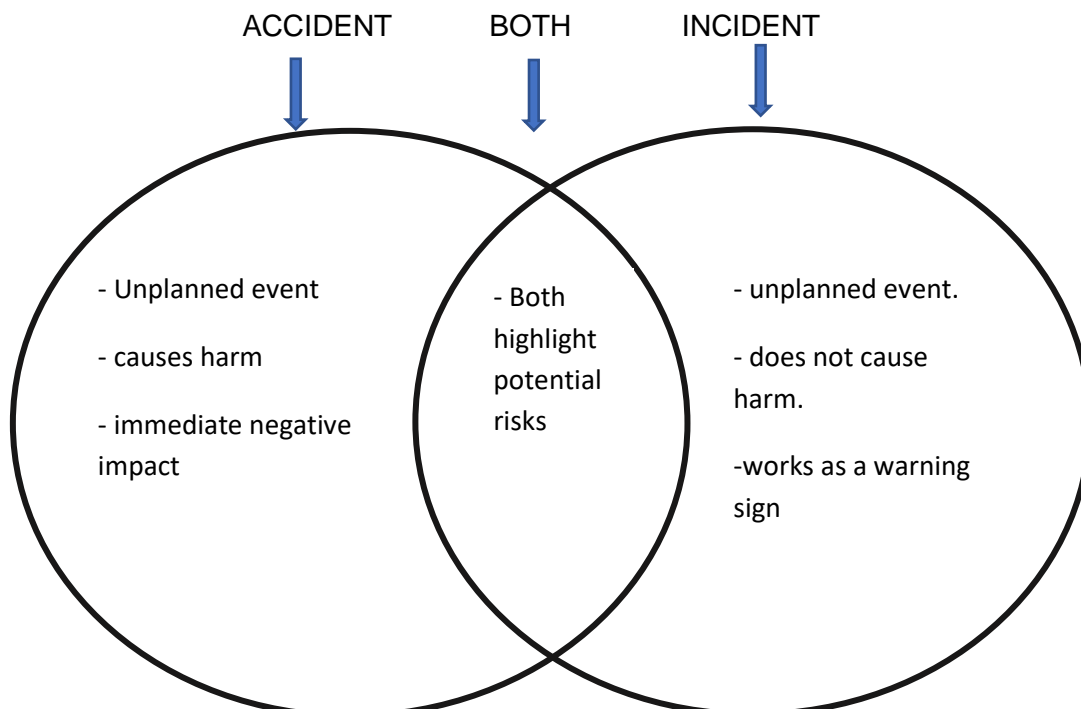 ACCIDENT BOTH INCIDENT
- Unplanned event
- causes harm
- immediate negative
impact
- Both
highlight
potential
risks
- unplanned event.
- does not cause
harm.
-works as a warning
sign